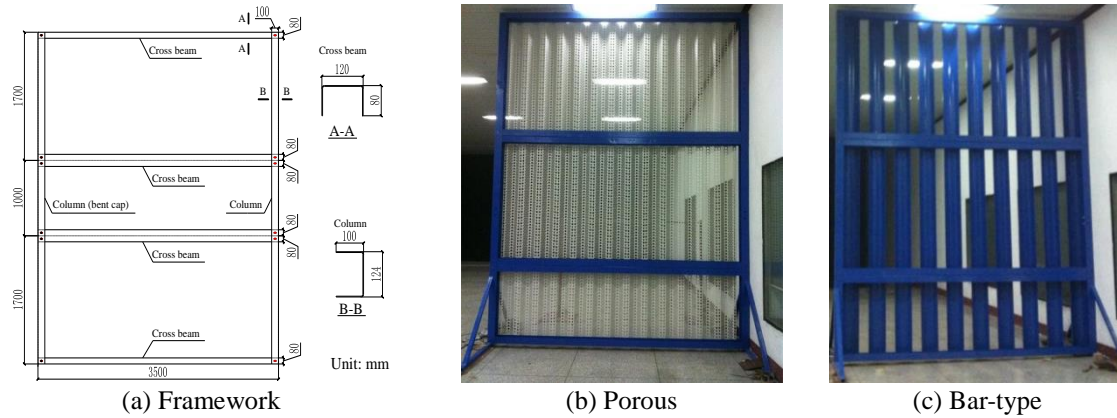 A
100
80
A
Cross beam
Cross beam
120
80
A-A
1700
B
B
80
80
Cross beam
1000
Column (bent cap)
Column
80
80
Column
100
124
B-B
Cross beam
1700
Cross beam
80
3500
Unit: mm
(a) Framework
(b) Porous
(c) Bar-type